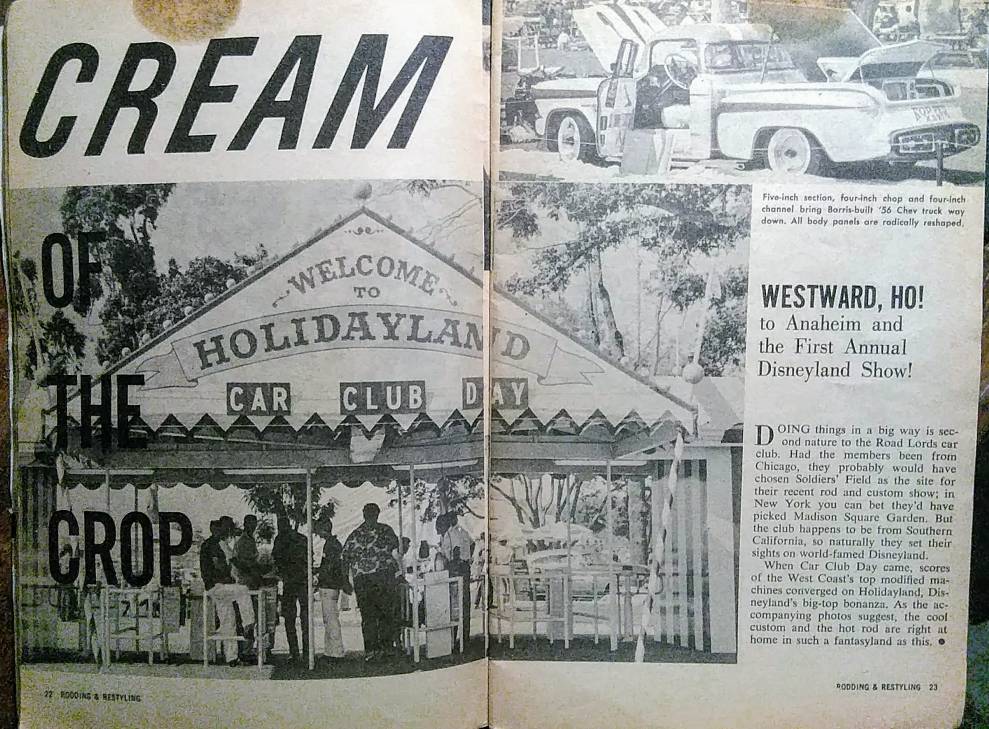 CREAM
OF
THE
CROP
WELCOME
TO
HOLIDAYLAND
CAR CLUB DAY
22 RODDING & RESTYLING
Five-inch section, four-inch chop and four-inch
channel bring Barris-built '56 Chev truck way
down. All body panels are radically reshaped.
WESTWARD, HO!
to Anaheim and
the First Annual
Disneyland Show!
DOING things in a big way is sec-
ond nature to the Road Lords car
club. Had the members been from
Chicago, they probably would have
chosen Soldiers' Field as the site for
their recent rod and custom show; in
New York you can bet they'd have
picked Madison Square Garden. But
the club happens to be from Southern
California, so naturally they set their
sights on world-famed Disneyland.
When Car Club Day came, scores
of the West Coast's top modified ma-
chines converged on Holidayland, Dis-
neyland's big-top bonanza. As the ac-
companying photos suggest, the cool
custom and the hot rod are right at
home in such a fantasyland as this. ●
RODDING & RESTYLING 23